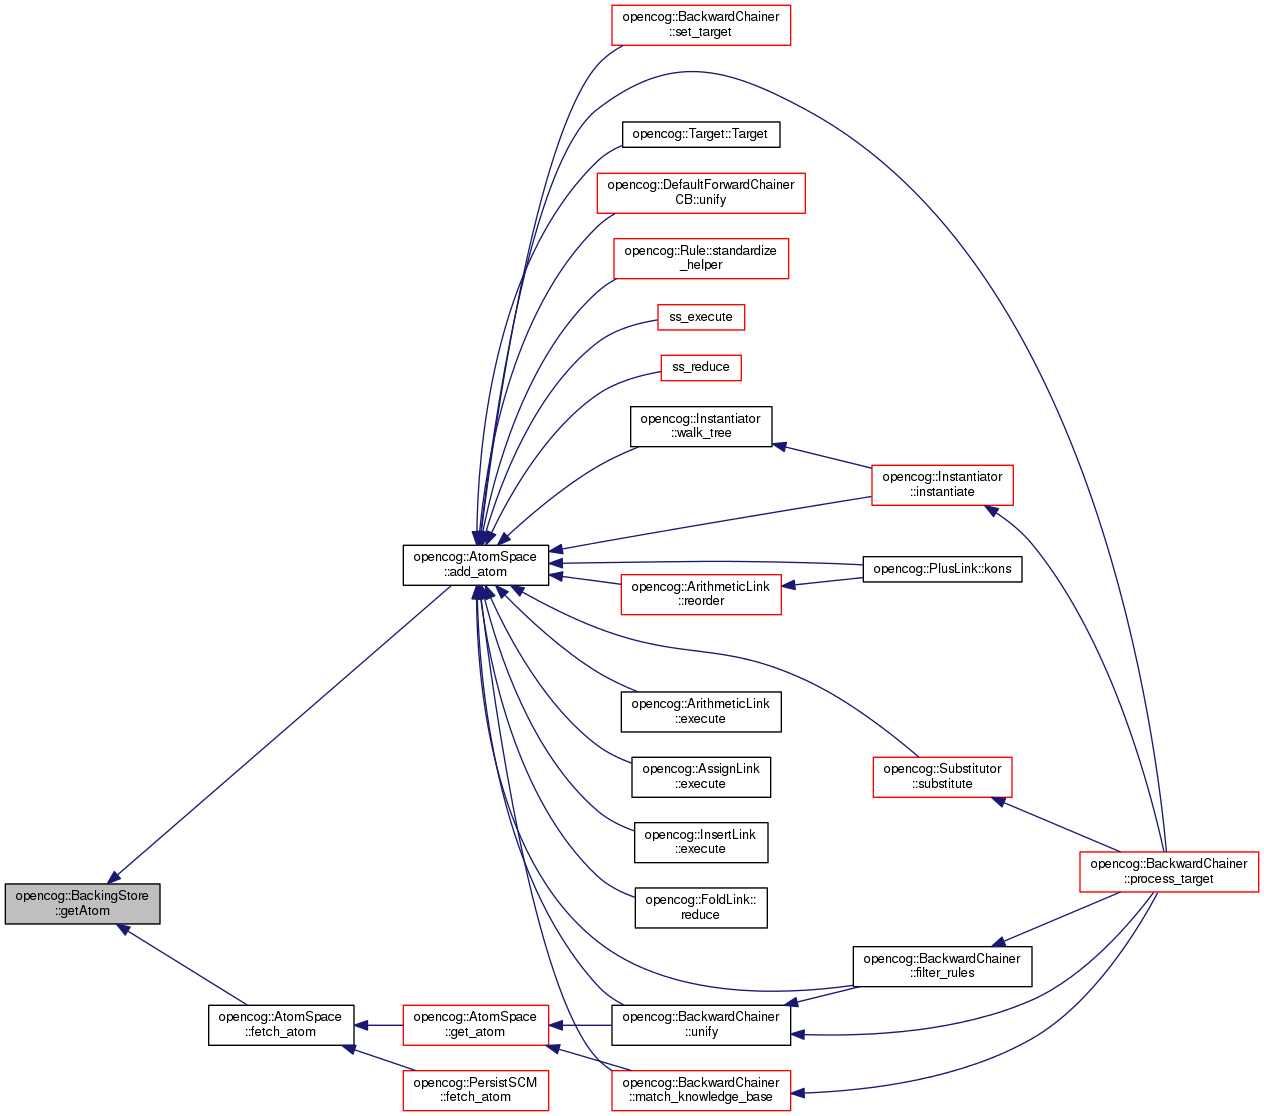 opencog::BackwardChainer
::set_target
opencog::Target::Target
opencog::DefaultForwardChainer
CB::unify
opencog::Rule::standardize
_helper
ss_execute
ss_reduce
opencog::Instantiator
::walk_tree
opencog::Instantiator
::instantiate
opencog::AtomSpace
::add_atom
opencog::PlusLink::kons
opencog::ArithmeticLink
::reorder
opencog::ArithmeticLink
::execute
opencog::AssignLink
::execute
opencog::Substitutor
::substitute
opencog::InsertLink
::execute
opencog::BackwardChainer
::process_target
opencog::BackingStore
::getAtom
opencog::FoldLink::
reduce
opencog::BackwardChainer
::filter_rules
opencog::AtomSpace
::fetch_atom
opencog::AtomSpace
::get_atom
opencog::BackwardChainer
::unify
opencog::PersistSCM
::fetch_atom
opencog::BackwardChainer
::match_knowledge_base